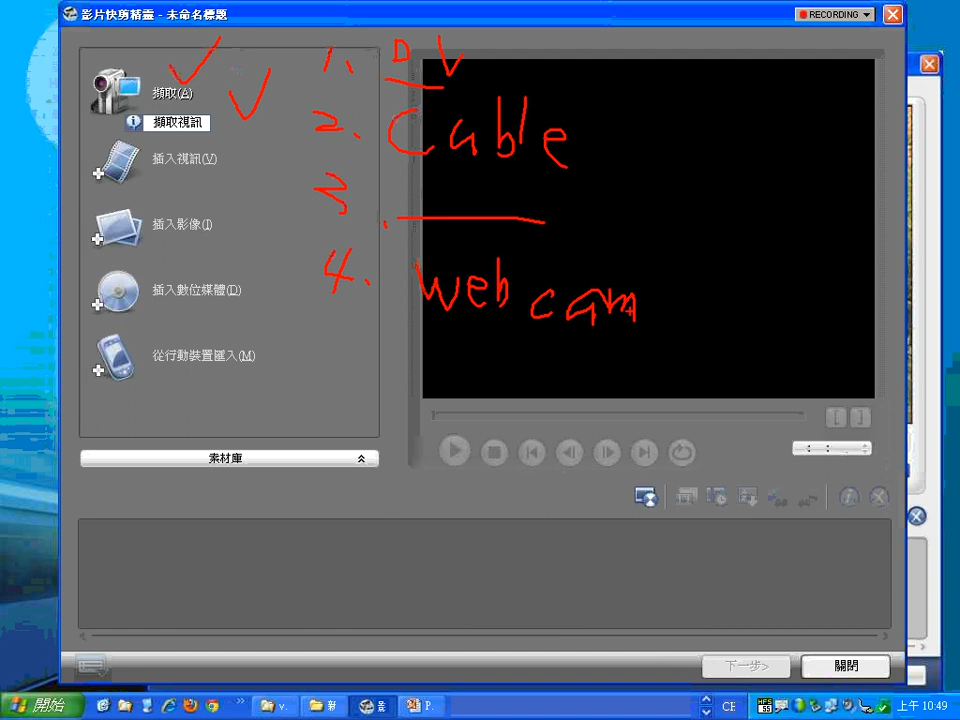 影片快剪精靈 - 未命名標題
RECORDING
1. DV
擷取(A)
擷取視訊
2. Cable
插入視訊(V)
3.
插入影像(I)
4. web cam
插入數位媒體(D)
從行動裝置匯入(M)
[ ]
素材庫
: :
下一步>
關閉
開始
v.
新
P.
CE
上午 10:49